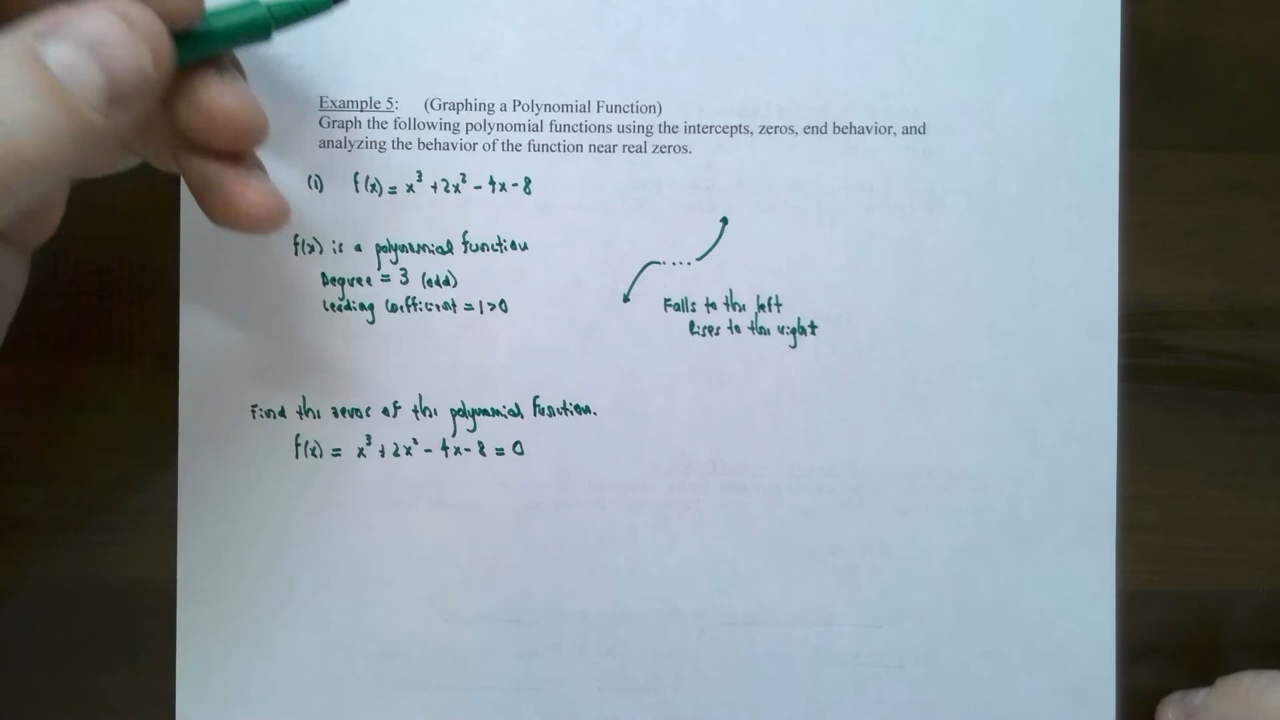 Example 5: (Graphing a Polynomial Function)
Graph the following polynomial functions using the intercepts, zeros, end behavior, and
analyzing the behavior of the function near real zeros.
(i) f(x) = x³ + 2x² - 4x - 8
f(x) is a polynomial function
Degree = 3 (odd)
Leading Coefficient = 1 > 0
Falls to the left
Rises to the right
Find the zeros of the polynomial function.
f(x) = x³ + 2x² - 4x - 8 = 0